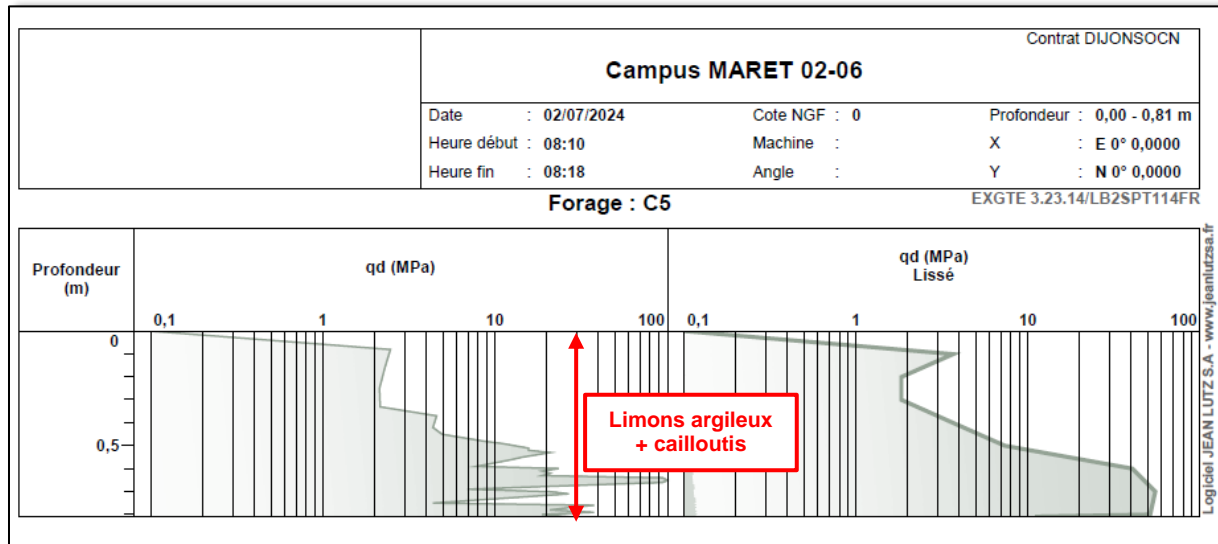 Contrat DIJONSOCN
Campus MARET 02-06
Date : 02/07/2024 Cote NGF : 0 Profondeur : 0,00 - 0,81 m
Heure début : 08:10 Machine : X : E 0° 0,0000
Heure fin : 08:18 Angle : Y : N 0° 0,0000
Forage : C5 EXGTE 3.23.14/LB2SPT114FR
Profondeur
(m)
qd (MPa)
qd (MPa)
Lissé
0,1 1 10 100 0,1 1 10 100
0
0,5
Limons argileux
+ cailloutis
Logiciel JEAN LUTZ S.A - www.jeanlutzsa.fr